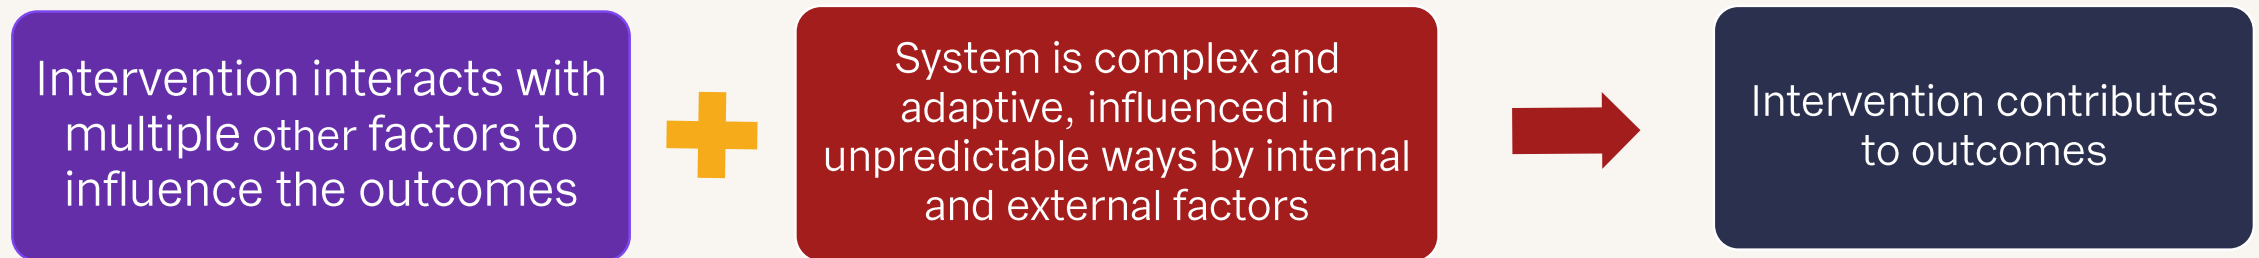 Intervention interacts with
multiple other factors to
influence the outcomes
System is complex and
adaptive, influenced in
unpredictable ways by internal
and external factors
Intervention contributes
to outcomes